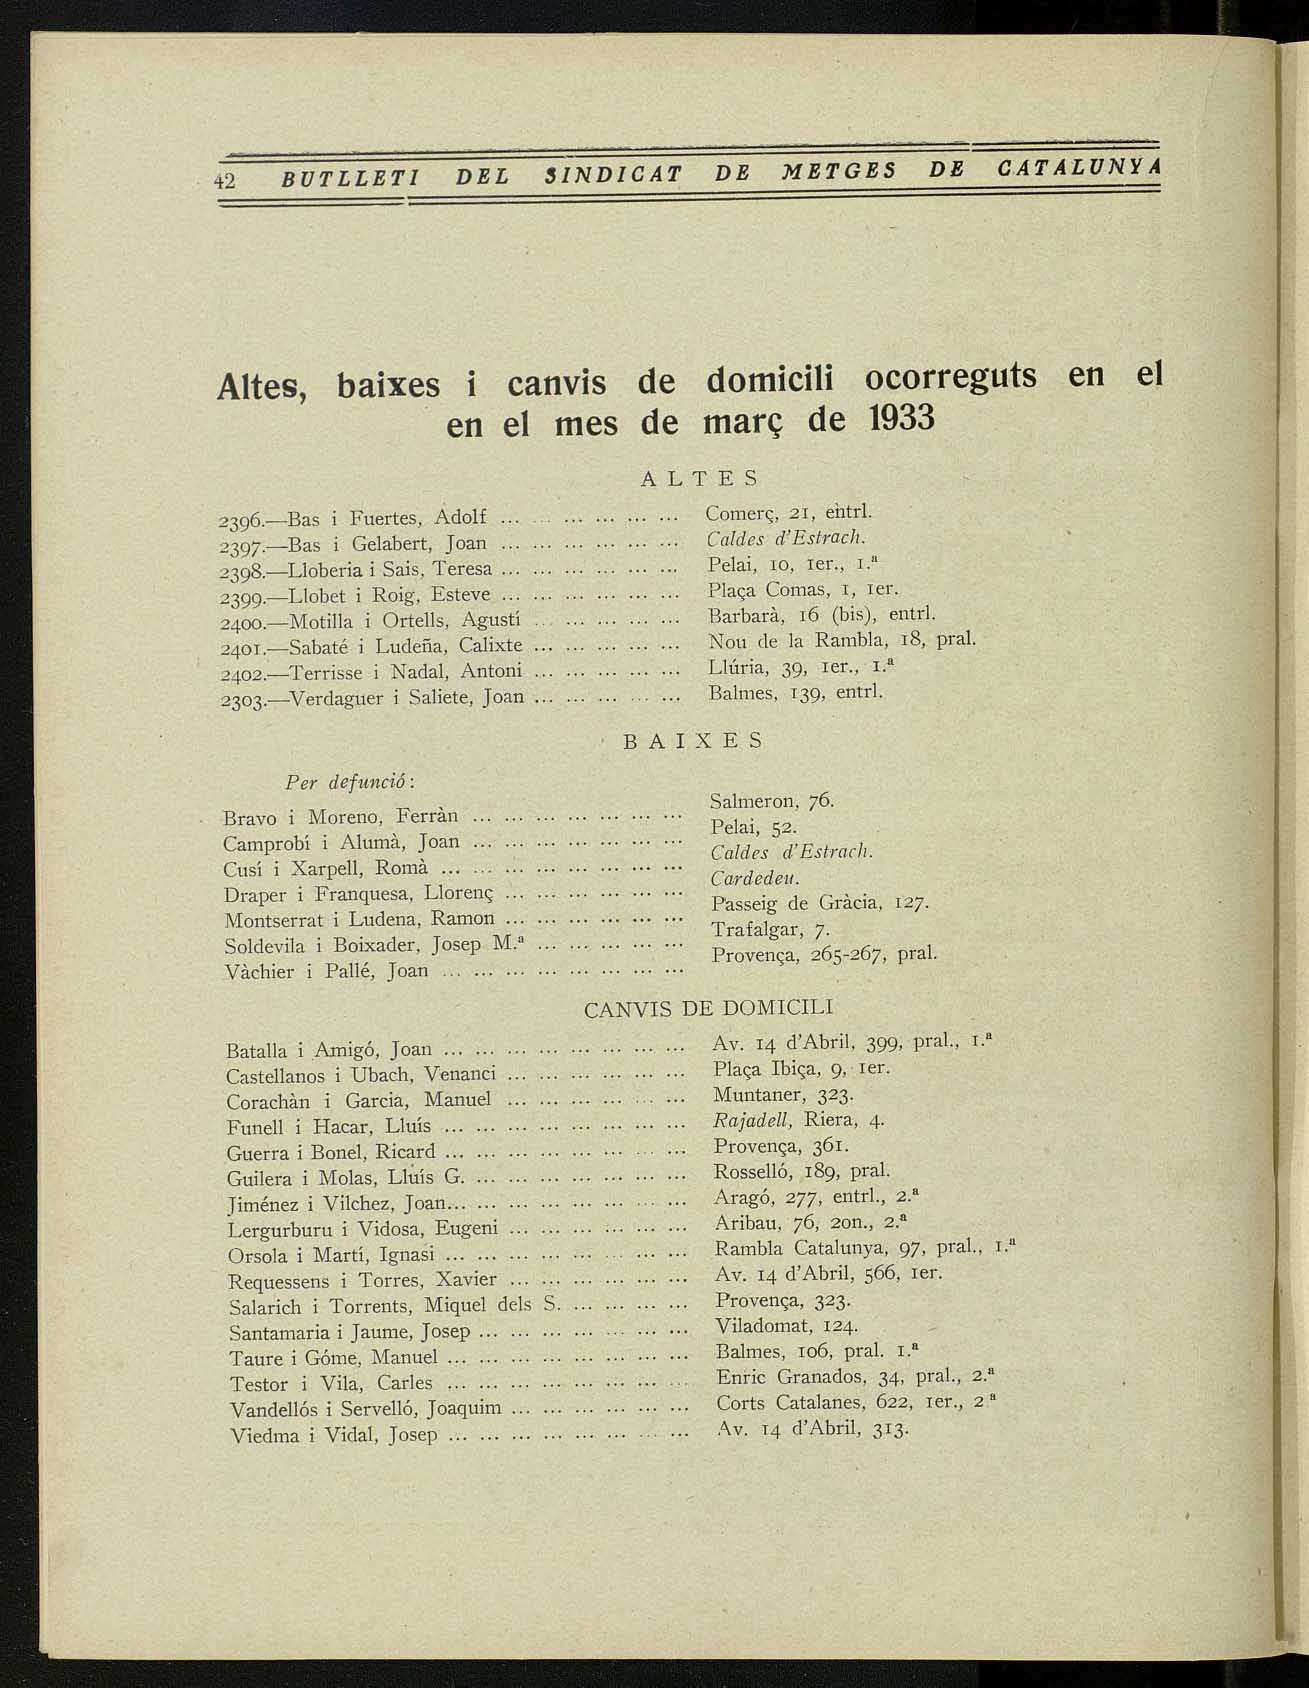 42 BUTLLETI DEL SINDICAT DE METGES DE CATALUNYA
Altes, baixes i canvis de domicili ocorreguts en el
en el mes de març de 1933
ALTES
2396.—Bas i Fuertes, Adolf ... ... ... ... ... ... Comerç, 21, entrl.
2397.—Bas i Gelabert, Joan ... ... ... ... ... ... Caldes d'Estrach.
2398.—Lloberia i Sais, Teresa ... ... ... ... ... ... Pelai, 10, 1er., 1.ª
2399.—Llobet i Roig, Esteve ... ... ... ... ... ... Plaça Comas, 1, 1er.
2400.—Motilla i Ortells, Agustí ... ... ... ... ... Barbarà, 16 (bis), entrl.
2401.—Sabaté i Ludeña, Calixte ... ... ... ... ... Nou de la Rambla, 18, pral.
2402.—Terrisse i Nadal, Antoni ... ... ... ... ... Llúria, 39, 1er., 1.ª
2303.—Verdaguer i Saliete, Joan ... ... ... ... ... Balmes, 139, entrl.
BAIXES
Per defunció:
Bravo i Moreno, Ferràn ... ... ... ... ... ... ... Salmeron, 76.
Camprobí i Alumà, Joan ... ... ... ... ... ... ... Pelai, 52.
Cusí i Xarpell, Romà ... ... ... ... ... ... ... ... Caldes d'Estrach.
Draper i Franquesa, Llorenç ... ... ... ... ... ... Cardedeu.
Montserrat i Ludena, Ramon ... ... ... ... ... ... Passeig de Gràcia, 127.
Soldevila i Boixader, Josep M.ª ... ... ... ... ... Trafalgar, 7.
Vàchier i Pallé, Joan ... ... ... ... ... ... ... ... Provença, 265-267, pral.
CANVIS DE DOMICILI
Batalla i Amigó, Joan ... ... ... ... ... ... ... ... Av. 14 d'Abril, 399, pral., 1.ª
Castellanos i Ubach, Venanci ... ... ... ... ... ... Plaça Ibiça, 9, 1er.
Corachàn i Garcia, Manuel ... ... ... ... ... ... Muntaner, 323.
Funell i Hacar, Lluís ... ... ... ... ... ... ... ... Rajadell, Riera, 4.
Guerra i Bonel, Ricard ... ... ... ... ... ... ... ... Provença, 361.
Guilera i Molas, Lluís G. ... ... ... ... ... ... ... Rosselló, 189, pral.
Jiménez i Vilchez, Joan... ... ... ... ... ... ... ... Aragó, 277, entrl., 2.ª
Lergurburu i Vidosa, Eugeni ... ... ... ... ... ... Aribau, 76, 2on., 2.ª
Orsola i Martí, Ignasi ... ... ... ... ... ... ... ... Rambla Catalunya, 97, pral., 1.ª
Requessens i Torres, Xavier ... ... ... ... ... ... Av. 14 d'Abril, 566, 1er.
Salarich i Torrents, Miquel dels S. ... ... ... ... Provença, 323.
Santamaria i Jaume, Josep ... ... ... ... ... ... ... Viladomat, 124.
Taure i Góme, Manuel ... ... ... ... ... ... ... ... Balmes, 106, pral. 1.ª
Testor i Vila, Carles ... ... ... ... ... ... ... ... Enric Granados, 34, pral., 2.ª
Vandellós i Servelló, Joaquim ... ... ... ... ... ... Corts Catalanes, 622, 1er., 2 ª
Viedma i Vidal, Josep ... ... ... ... ... ... ... ... Av. 14 d'Abril, 313.